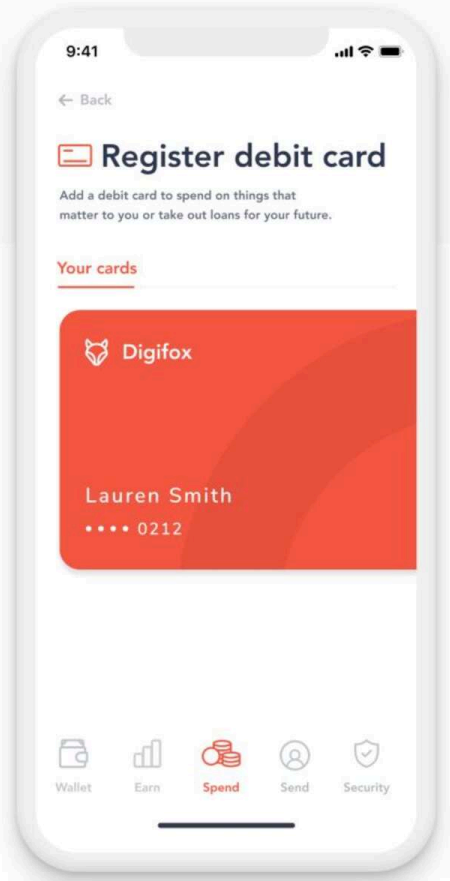 9:41
Back
Register debit card
Add a debit card to spend on things that
matter to you or take out loans for your future.
Your cards
Digifox
Lauren Smith
•••• 0212
Wallet Earn Spend Send Security